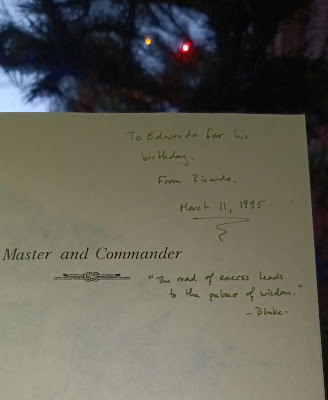 To Edwardo for his
birthday.
From Ricardo.
March 11, 1995
Master and Commander
"The road of excess leads
to the palace of wisdom."
-Blake-